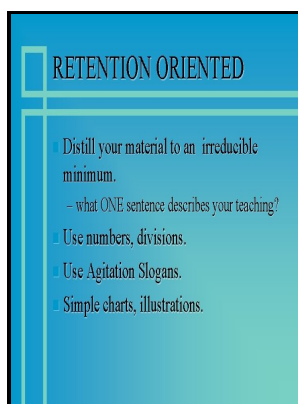 RETENTION ORIENTED
Distill your material to an irreducible
minimum.
– what ONE sentence describes your teaching?
Use numbers, divisions.
Use Agitation Slogans.
Simple charts, illustrations.